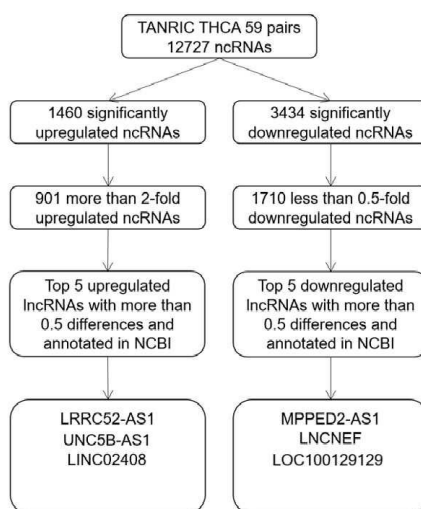 TANRIC THCA 59 pairs
12727 ncRNAs
1460 significantly
upregulated ncRNAs
3434 significantly
downregulated ncRNAs
901 more than 2-fold
upregulated ncRNAs
1710 less than 0.5-fold
downregulated ncRNAs
Top 5 upregulated
lncRNAs with more than
0.5 differences and
annotated in NCBI
Top 5 downregulated
lncRNAs with more than
0.5 differences and
annotated in NCBI
LRRC52-AS1
UNC5B-AS1
LINC02408
MPPED2-AS1
LNCNEF
LOC100129129